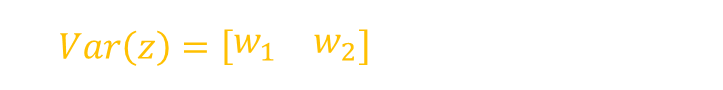 Var(z) = [w₁ w₂]